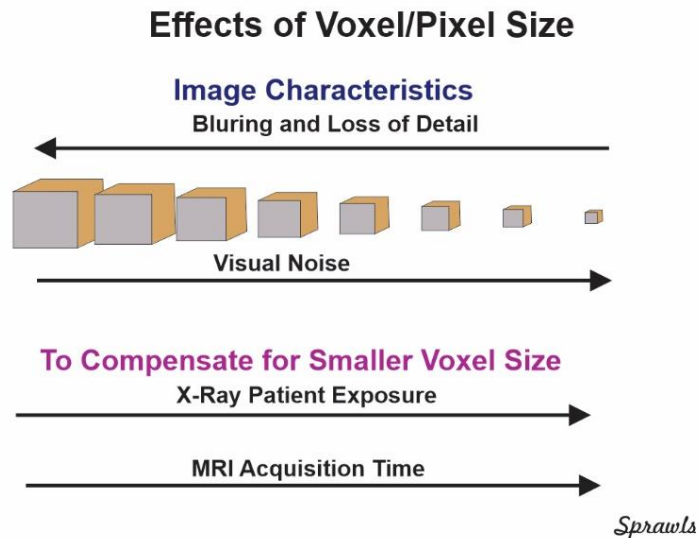 Effects of Voxel/Pixel Size
Image Characteristics
Bluring and Loss of Detail
Visual Noise
To Compensate for Smaller Voxel Size
X-Ray Patient Exposure
MRI Acquisition Time
Sprawls